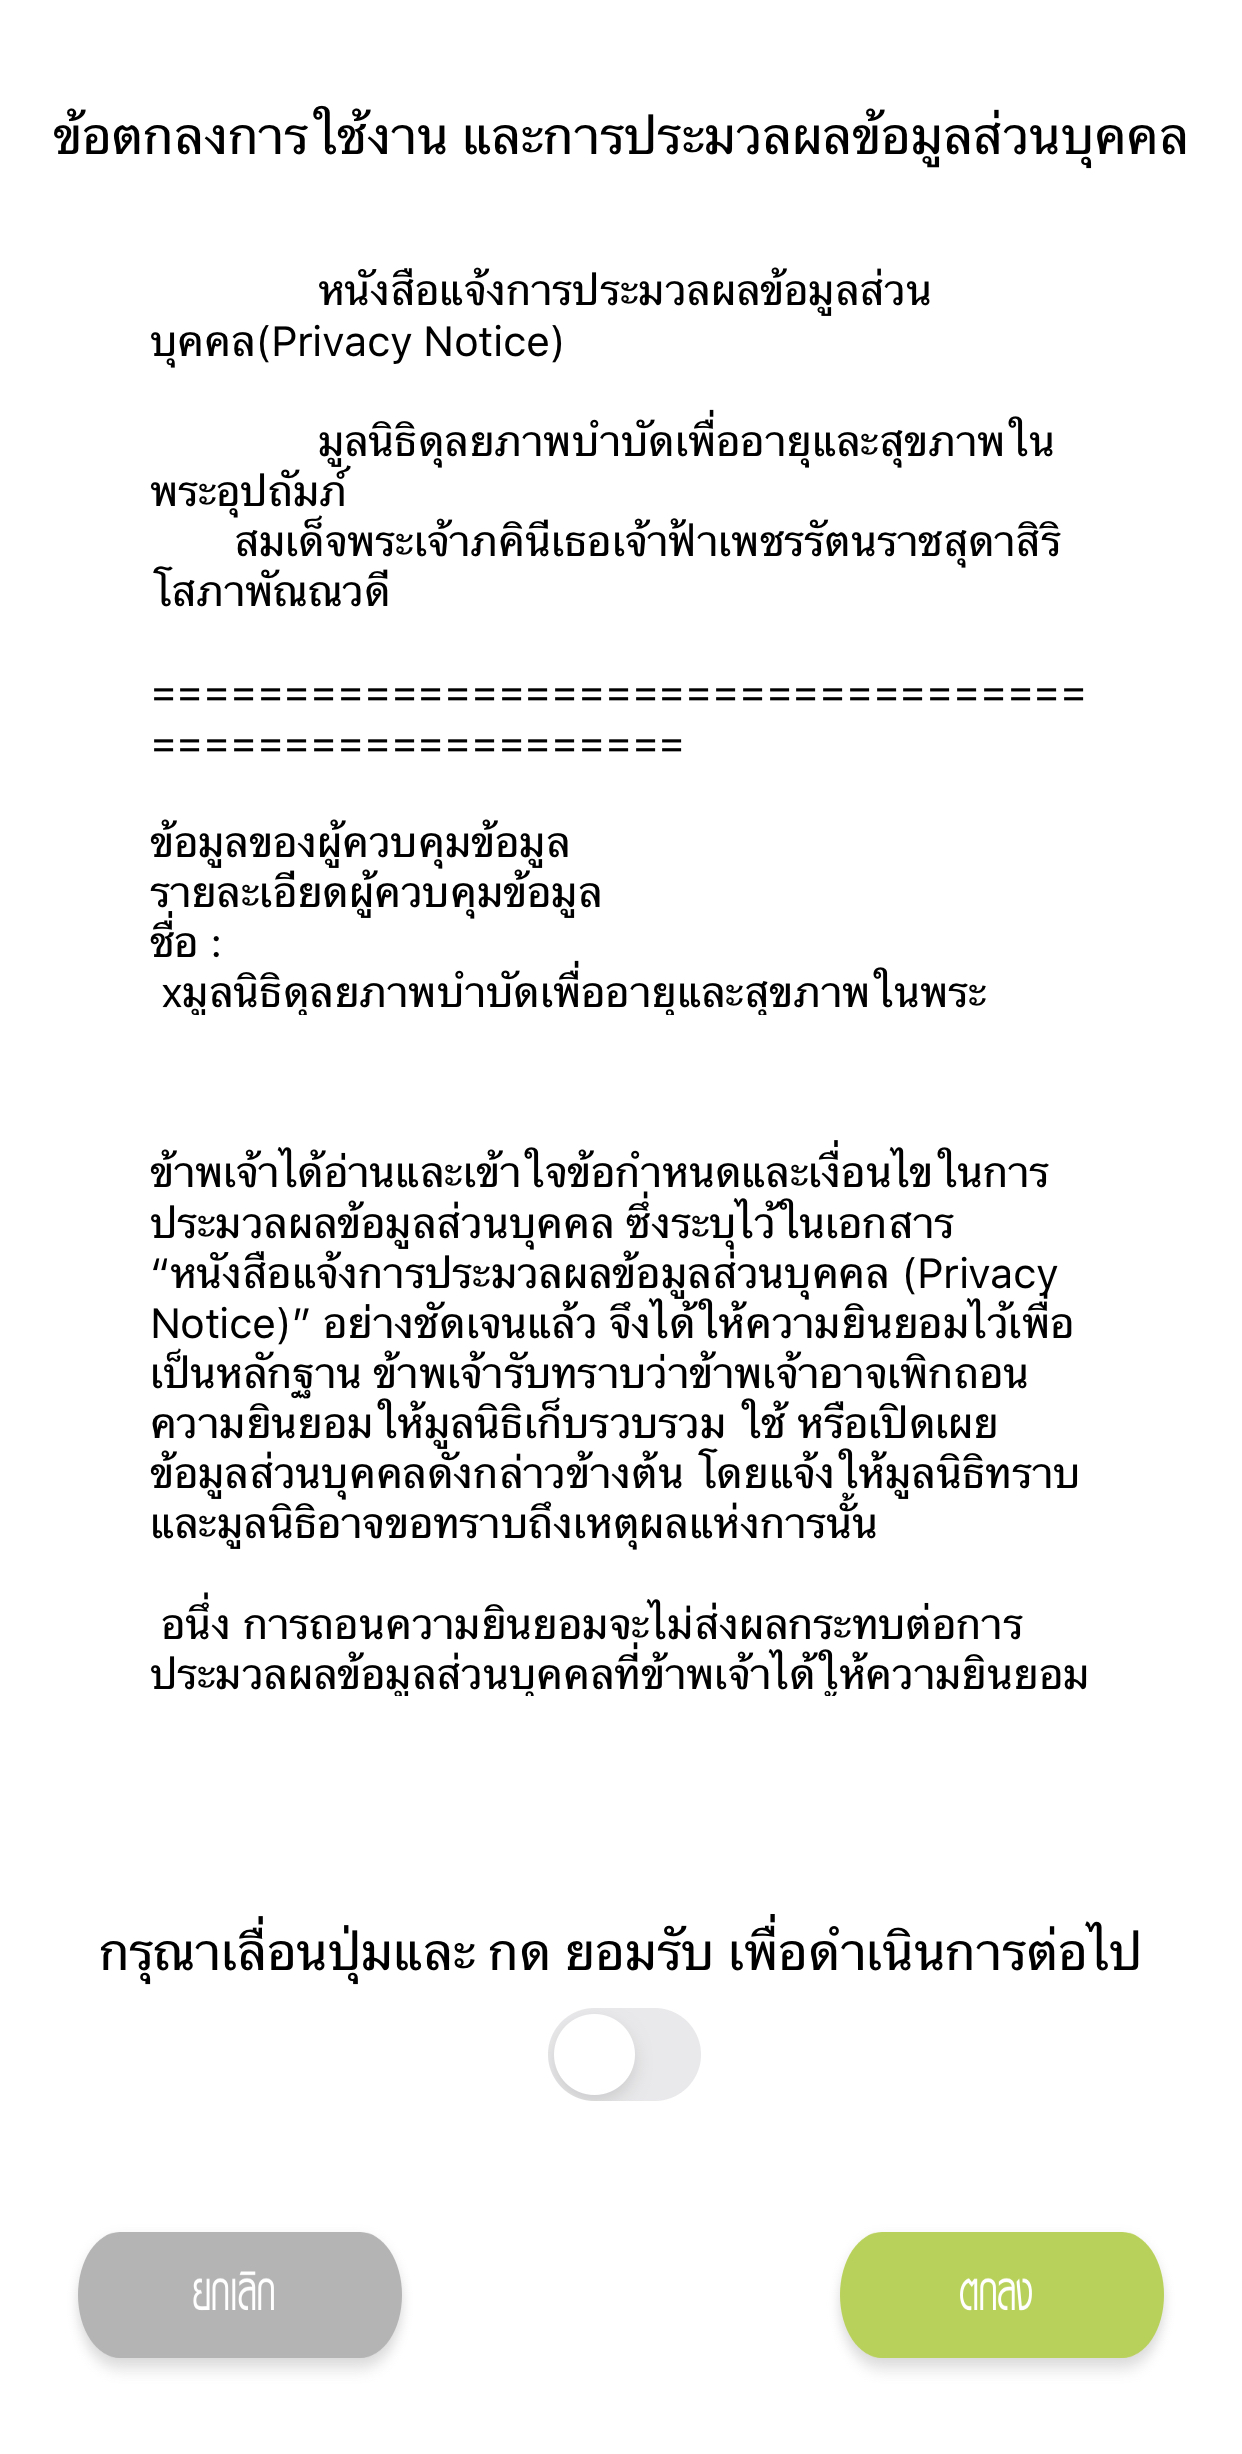 ข้อตกลงการใช้งาน และการประมวลผลข้อมูลส่วนบุคคล
หนังสือแจ้งการประมวลผลข้อมูลส่วน
บุคคล(Privacy Notice)
มูลนิธิดุลยภาพบำบัดเพื่ออายุและสุขภาพใน
พระอุปถัมภ์
สมเด็จพระเจ้าภคินีเธอเจ้าฟ้าเพชรรัตนราชสุดาสิริ
โสภาพัณณวดี
===================================
====================
ข้อมูลของผู้ควบคุมข้อมูล
รายละเอียดผู้ควบคุมข้อมูล
ชื่อ :
xมูลนิธิดุลยภาพบำบัดเพื่ออายุและสุขภาพในพระ
ข้าพเจ้าได้อ่านและเข้าใจข้อกำหนดและเงื่อนไขในการ
ประมวลผลข้อมูลส่วนบุคคล ซึ่งระบุไว้ในเอกสาร
“หนังสือแจ้งการประมวลผลข้อมูลส่วนบุคคล (Privacy
Notice)” อย่างชัดเจนแล้ว จึงได้ให้ความยินยอมไว้เพื่อ
เป็นหลักฐาน ข้าพเจ้ารับทราบว่าข้าพเจ้าอาจเพิกถอน
ความยินยอมให้มูลนิธิเก็บรวบรวม ใช้ หรือเปิดเผย
ข้อมูลส่วนบุคคลดังกล่าวข้างต้น โดยแจ้งให้มูลนิธิทราบ
และมูลนิธิอาจขอทราบถึงเหตุผลแห่งการนั้น
อนึ่ง การถอนความยินยอมจะไม่ส่งผลกระทบต่อการ
ประมวลผลข้อมูลส่วนบุคคลที่ข้าพเจ้าได้ให้ความยินยอม
กรุณาเลื่อนปุ่มและ กด ยอมรับ เพื่อดำเนินการต่อไป
ยกเลิก
ตกลง